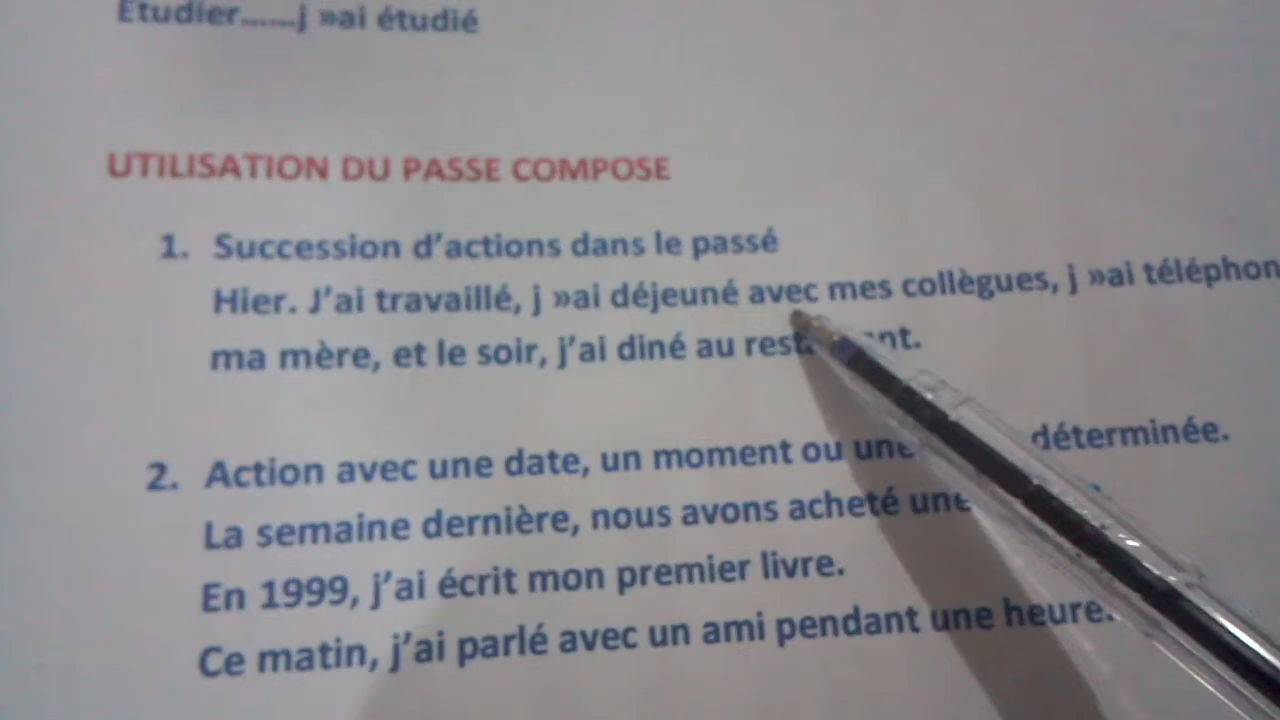 Etudier......j »ai étudié
UTILISATION DU PASSE COMPOSE
1. Succession d'actions dans le passé
Hier. J'ai travaillé, j »ai déjeuné avec mes collègues, j »ai téléphon
ma mère, et le soir, j'ai diné au
2. Action avec une date, un moment ou une déterminée.
La semaine dernière, nous avons acheté une
En 1999, j'ai écrit mon premier livre.
Ce matin, j'ai parlé avec un ami pendant une heure.